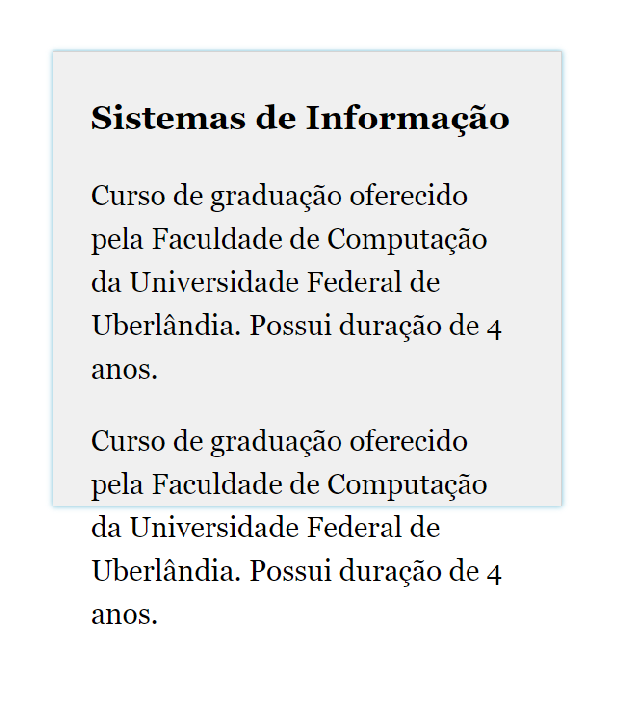 Sistemas de Informação
Curso de graduação oferecido
pela Faculdade de Computação
da Universidade Federal de
Uberlândia. Possui duração de 4
anos.
Curso de graduação oferecido
pela Faculdade de Computação
da Universidade Federal de
Uberlândia. Possui duração de 4
anos.